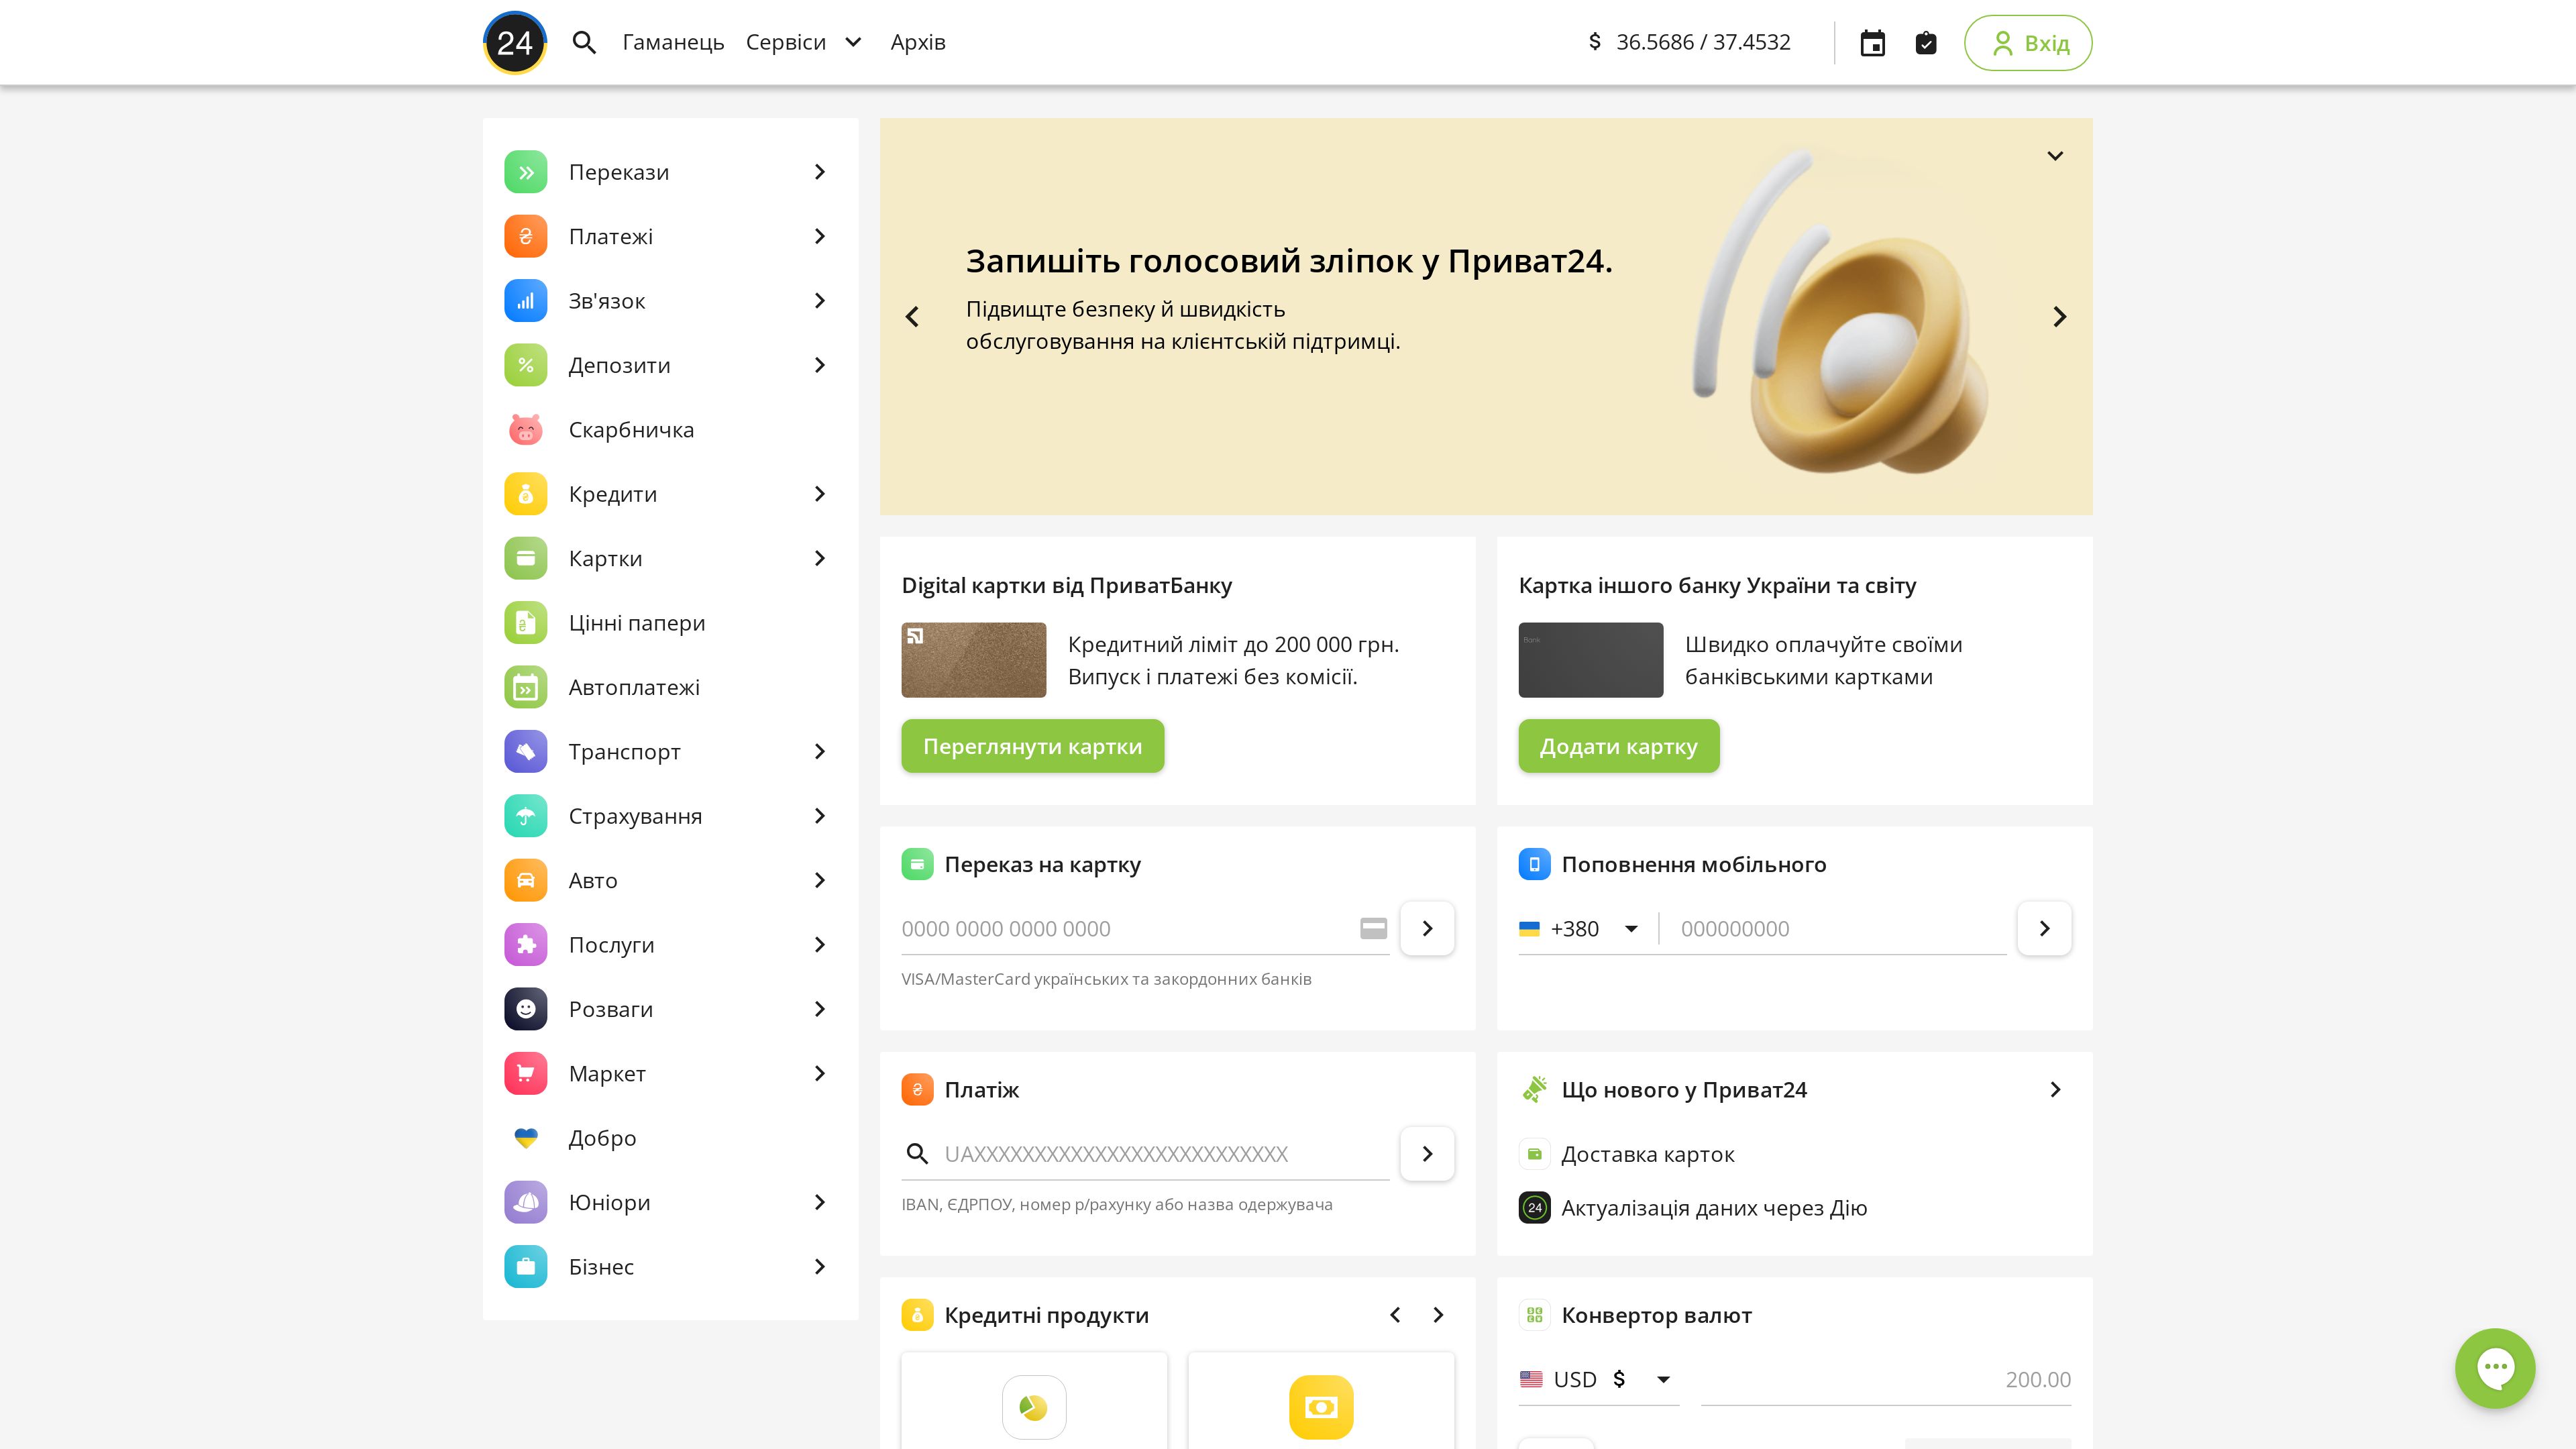 24
Гаманець
Сервіси
Архів
$ 36.5686 / 37.4532
Вхід
Перекази
Платежі
Зв'язок
Депозити
Скарбничка
Кредити
Картки
Цінні папери
Автоплатежі
Транспорт
Страхування
Авто
Послуги
Розваги
Маркет
Добро
Юніори
Бізнес
Запишіть голосовий зліпок у Приват24.
Підвищте безпеку й швидкість
обслуговування на клієнтській підтримці.
Digital картки від ПриватБанку
Кредитний ліміт до 200 000 грн.
Випуск і платежі без комісії.
Переглянути картки
Картка іншого банку України та світу
Bank
Швидко оплачуйте своїми
банківськими картками
Додати картку
Переказ на картку
0000 0000 0000 0000
VISA/MasterCard українських та закордонних банків
Поповнення мобільного
+380
000000000
Платіж
UAXXXXXXXXXXXXXXXXXXXXXXXXXXX
IBAN, ЄДРПОУ, номер р/рахунку або назва одержувача
Що нового у Приват24
Доставка карток
24
Актуалізація даних через Дію
Кредитні продукти
Конвертор валют
USD $
200.00